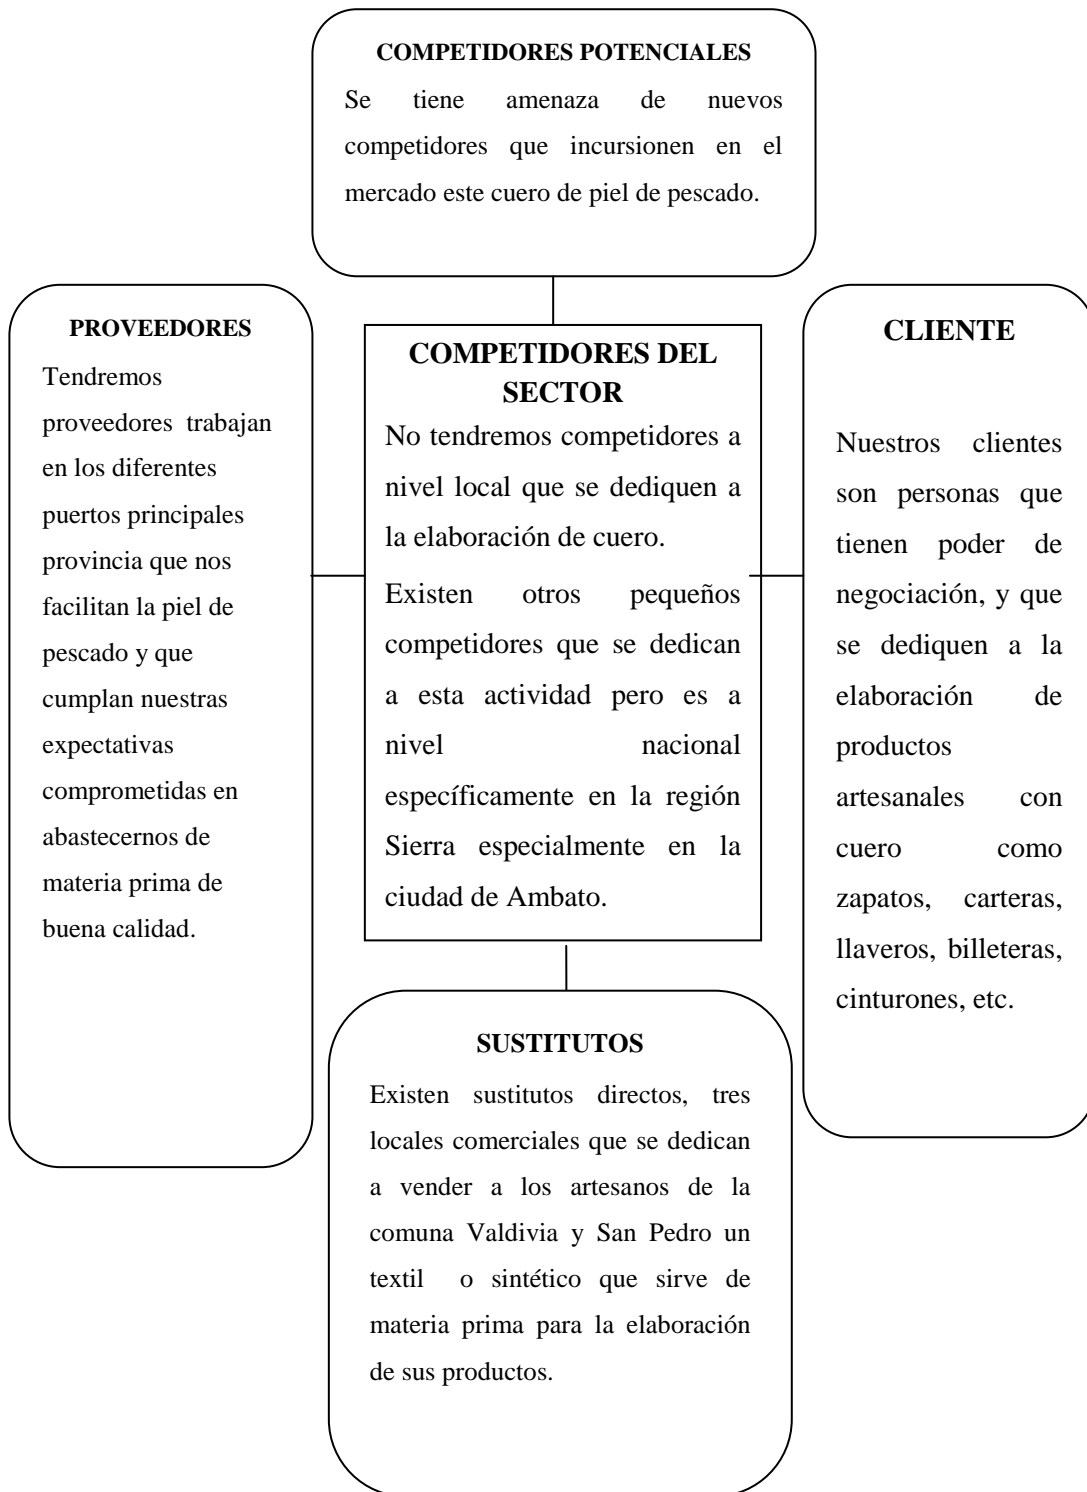 COMPETIDORES POTENCIALES
Se tiene amenaza de nuevos
competidores que incursionen en el
mercado este cuero de piel de pescado.
PROVEEDORES
Tendremos
proveedores trabajan
en los diferentes
puertos principales
provincia que nos
facilitan la piel de
pescado y que
cumplan nuestras
expectativas
comprometidas en
abastecernos de
materia prima de
buena calidad.
COMPETIDORES DEL
SECTOR
No tendremos competidores a
nivel local que se dediquen a
la elaboración de cuero.
Existen otros pequeños
competidores que se dedican
a esta actividad pero es a
nivel nacional
específicamente en la región
Sierra especialmente en la
ciudad de Ambato.
CLIENTE
Nuestros clientes
son personas que
tienen poder de
negociación, y que
se dediquen a la
elaboración de
productos
artesanales con
cuero como
zapatos, carteras,
llaveros, billeteras,
cinturones, etc.
SUSTITUTOS
Existen sustitutos directos, tres
locales comerciales que se dedican
a vender a los artesanos de la
comuna Valdivia y San Pedro un
textil o sintético que sirve de
materia prima para la elaboración
de sus productos.